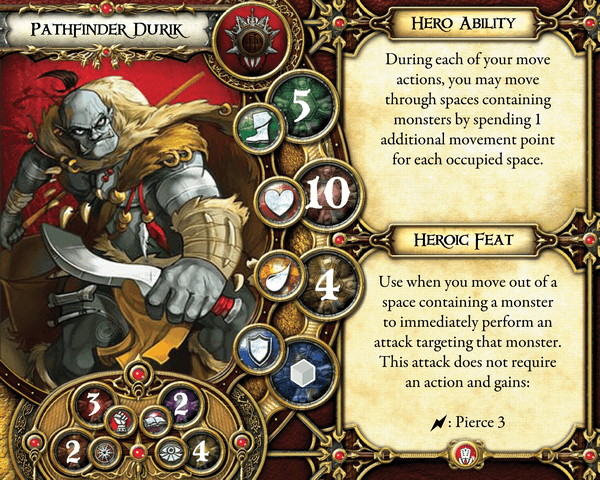 Pathfinder Durik
5
10
4
3
2
2
4
Hero Ability
During each of your move
actions, you may move
through spaces containing
monsters by spending 1
additional movement point
for each occupied space.
Heroic Feat
Use when you move out of a
space containing a monster
to immediately perform an
attack targeting that monster.
This attack does not require
an action and gains:
: Pierce 3